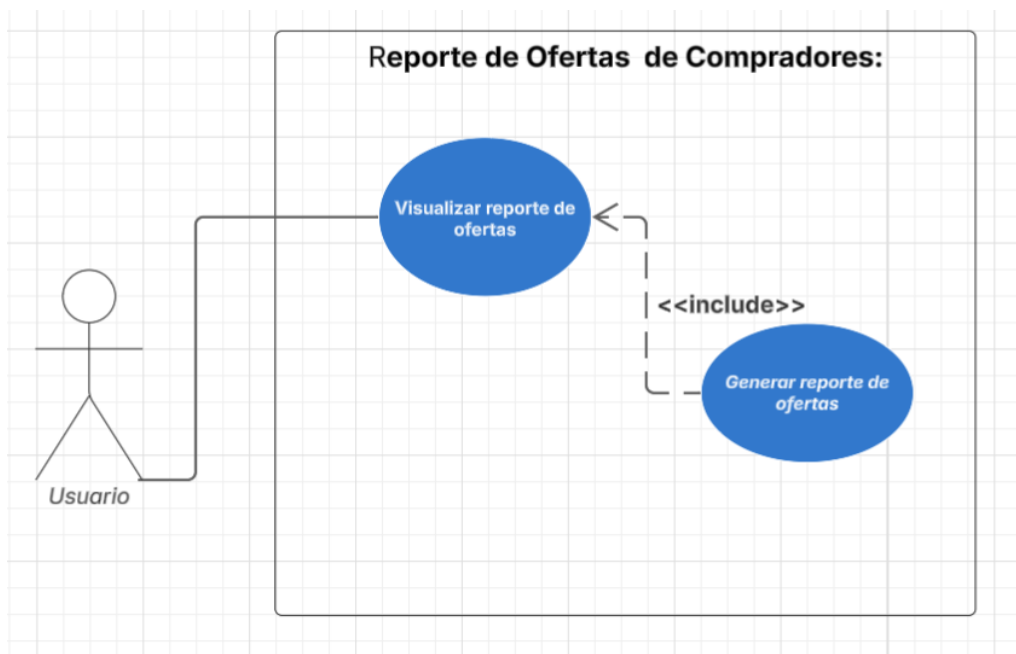 Reporte de Ofertas de Compradores:
Visualizar reporte de
ofertas
<<include>>
Generar reporte de
ofertas
Usuario